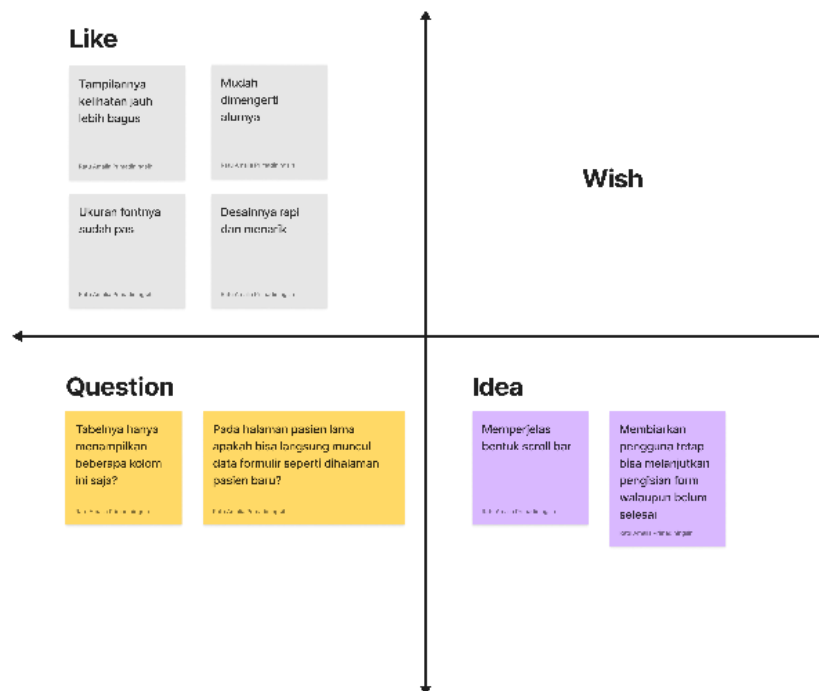 Like
Tampilannya
kelihatan jauh
lebih bagus
Mudah
dimengerti
alurnya
Ukuran fontnya
sudah pas
Desainnya rapi
dan menarik
Wish
Question
Tabelnya hanya
menampilkan
beberapa kolom
ini saja?
Pada halaman pasien lama
apakah bisa langsung muncul
data formulir seperti dihalaman
pasien baru?
Idea
Memperjelas
bentuk scroll bar
Membiarkan
pengguna tetap
bisa melanjutkan
pengisian form
walaupun belum
selesai